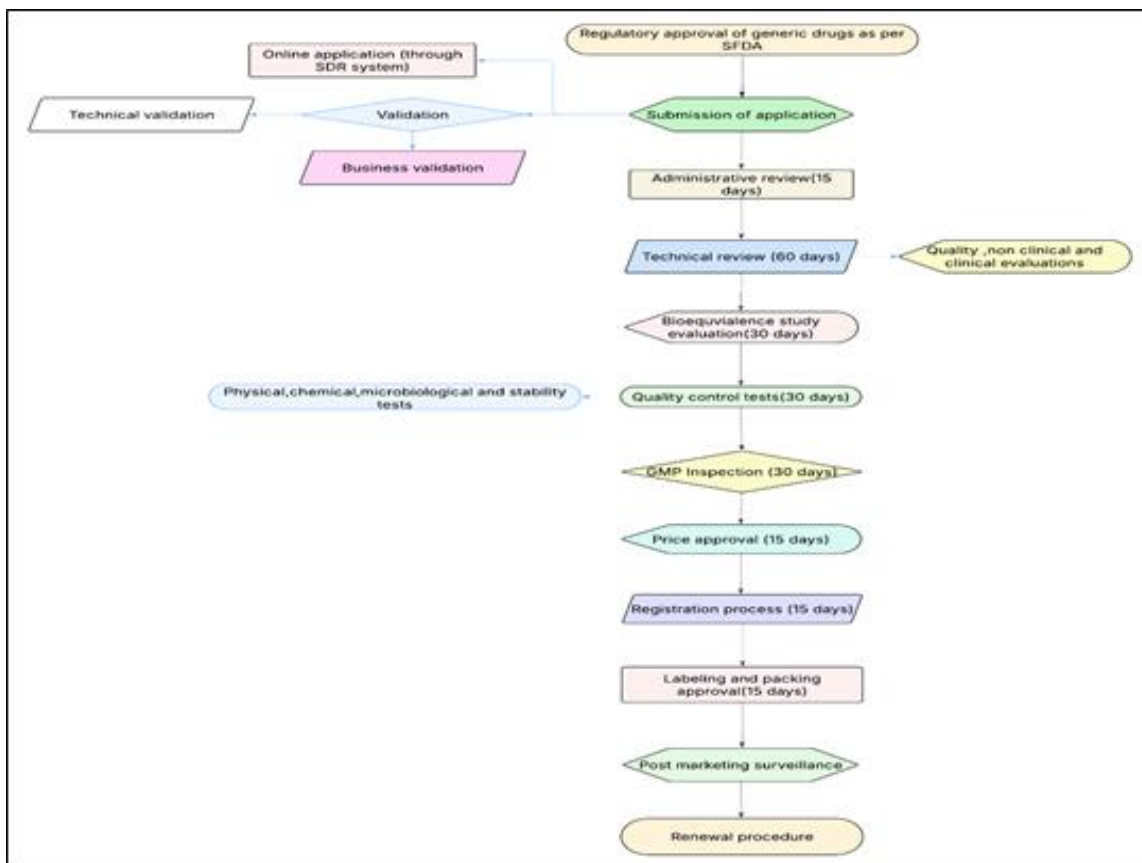 Regulatory approval of generic drugs as per
SFDA
Online application (through
SDR system)
Technical validation
Validation
Submission of application
Business validation
Administrative review(15
days)
Technical review (60 days)
Quality ,non clinical and
clinical evaluations
Bioequvialence study
evaluation(30 days)
Physical,chemical,microbiological and stability
tests
Quality control tests(30 days)
GMP Inspection (30 days)
Price approval (15 days)
Registration process (15 days)
Labeling and packing
approval(15 days)
Post marketing surveillance
Renewal procedure